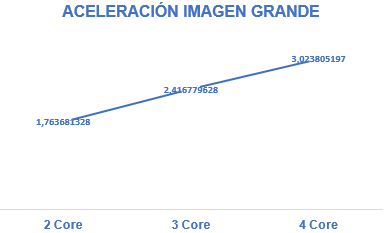 ACELERACIÓN IMAGEN GRANDE
3,023805197
2,416779628
1,763681328
2 Core 3 Core 4 Core